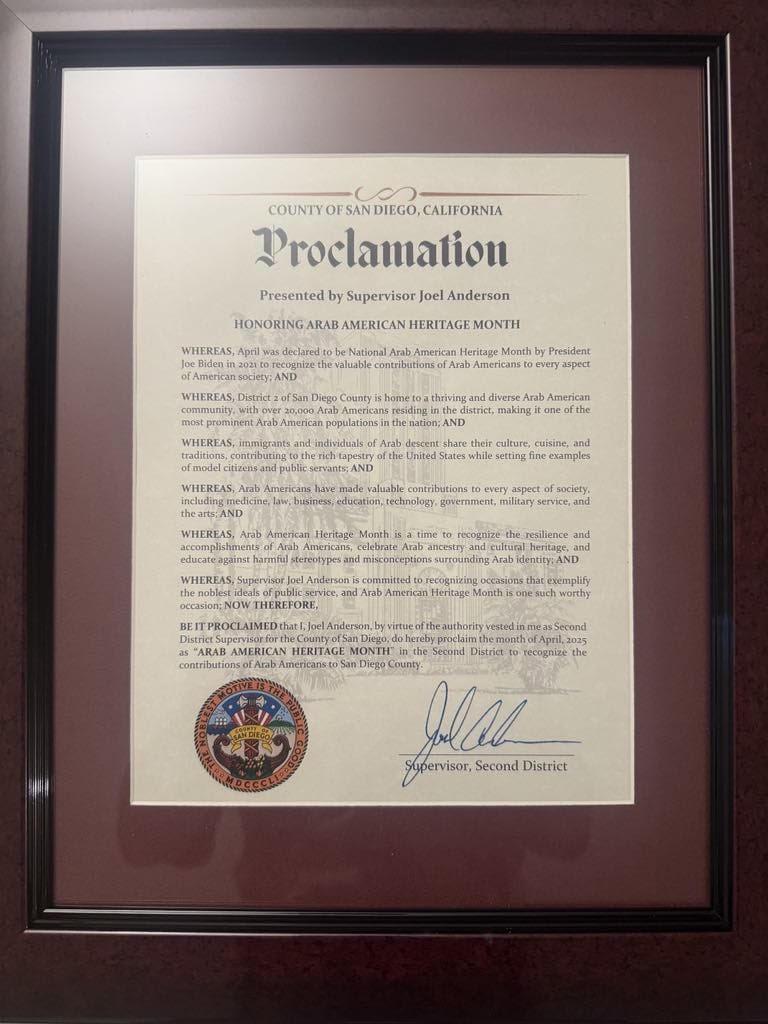 COUNTY OF SAN DIEGO, CALIFORNIA
Proclamation
Presented by Supervisor Joel Anderson
HONORING ARAB AMERICAN HERITAGE MONTH
WHEREAS, April was declared to be National Arab American Heritage Month by President
Joe Biden in 2021 to recognize the valuable contributions of Arab Americans to every aspect
of American society; AND
WHEREAS, District 2 of San Diego County is home to a thriving and diverse Arab American
community, with over 20,000 Arab Americans residing in the district, making it one of the
most prominent Arab American populations in the nation; AND
WHEREAS, immigrants and individuals of Arab descent share their culture, cuisine, and
traditions, contributing to the rich tapestry of the United States while setting fine examples
of model citizens and public servants; AND
WHEREAS, Arab Americans have made valuable contributions to every aspect of society,
including medicine, law, business, education, technology, government, military service, and
the arts; AND
WHEREAS, Arab American Heritage Month is a time to recognize the resilience and
accomplishments of Arab Americans, celebrate Arab ancestry and cultural heritage, and
educate against harmful stereotypes and misconceptions surrounding Arab identity; AND
WHEREAS, Supervisor Joel Anderson is committed to recognizing occasions that exemplify
the noblest ideals of public service, and Arab American Heritage Month is one such worthy
occasion; NOW THEREFORE,
BE IT PROCLAIMED that I, Joel Anderson, by virtue of the authority vested in me as Second
District Supervisor for the County of San Diego, do hereby proclaim the month of April, 2025
as "ARAB AMERICAN HERITAGE MONTH" in the Second District to recognize the
contributions of Arab Americans to San Diego County.
THE NOBLEST MOTIVE IS THE PUBLIC GOOD
COUNTY OF
SAN DIEGO
MDCCCLI
Supervisor, Second District